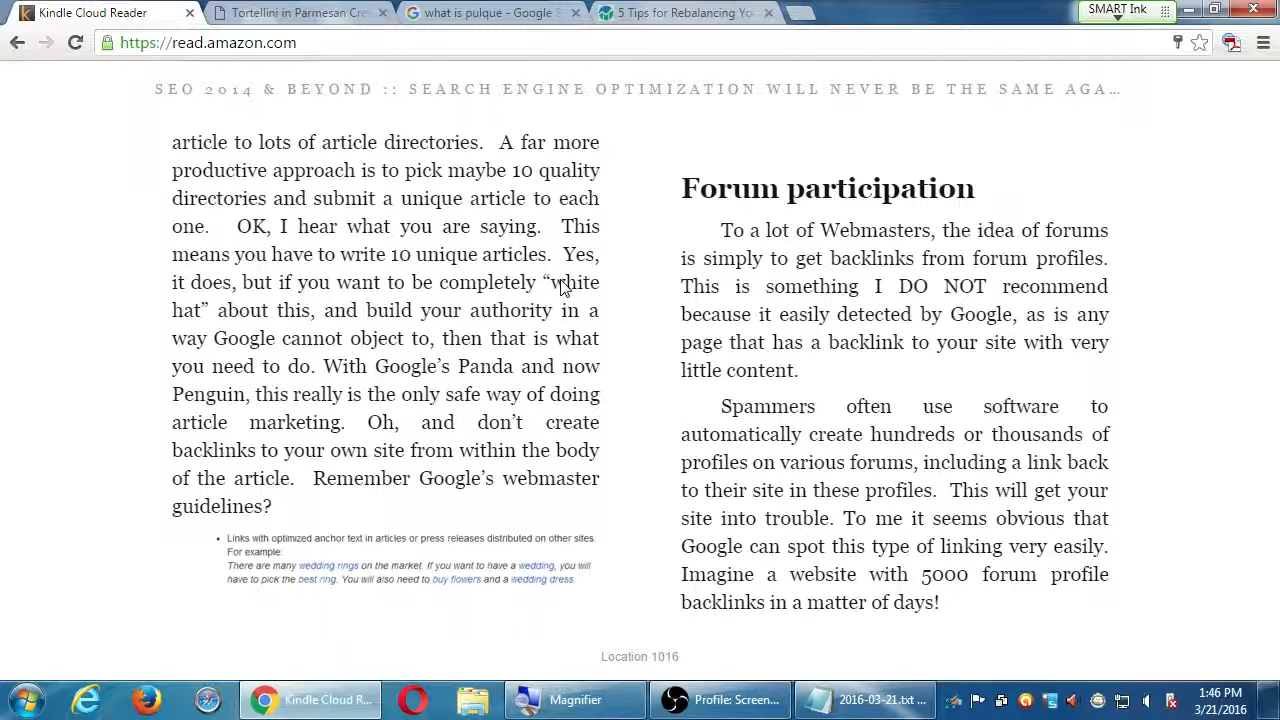 Kindle Cloud Reader
Tortellini in Parmesan Cre
what is pulque - Google S
5 Tips for Rebalancing Yo
SMART Ink
https://read.amazon.com
SEO 2014 & BEYOND :: SEARCH ENGINE OPTIMIZATION WILL NEVER BE THE SAME AGA…
article to lots of article directories. A far more
productive approach is to pick maybe 10 quality
directories and submit a unique article to each
one. OK, I hear what you are saying. This
means you have to write 10 unique articles. Yes,
it does, but if you want to be completely “white
hat” about this, and build your authority in a
way Google cannot object to, then that is what
you need to do. With Google’s Panda and now
Penguin, this really is the only safe way of doing
article marketing. Oh, and don’t create
backlinks to your own site from within the body
of the article. Remember Google’s webmaster
guidelines?
• Links with optimized anchor text in articles or press releases distributed on other sites.
For example:
There are many wedding rings on the market. If you want to have a wedding, you will
have to pick the best ring. You will also need to buy flowers and a wedding dress.
Forum participation
To a lot of Webmasters, the idea of forums
is simply to get backlinks from forum profiles.
This is something I DO NOT recommend
because it easily detected by Google, as is any
page that has a backlink to your site with very
little content.
Spammers often use software to
automatically create hundreds or thousands of
profiles on various forums, including a link back
to their site in these profiles. This will get your
site into trouble. To me it seems obvious that
Google can spot this type of linking very easily.
Imagine a website with 5000 forum profile
backlinks in a matter of days!
Location 1016
Kindle Cloud R...
Magnifier
Profile: Screen...
2016-03-21.txt ...
1:46 PM
3/21/2016